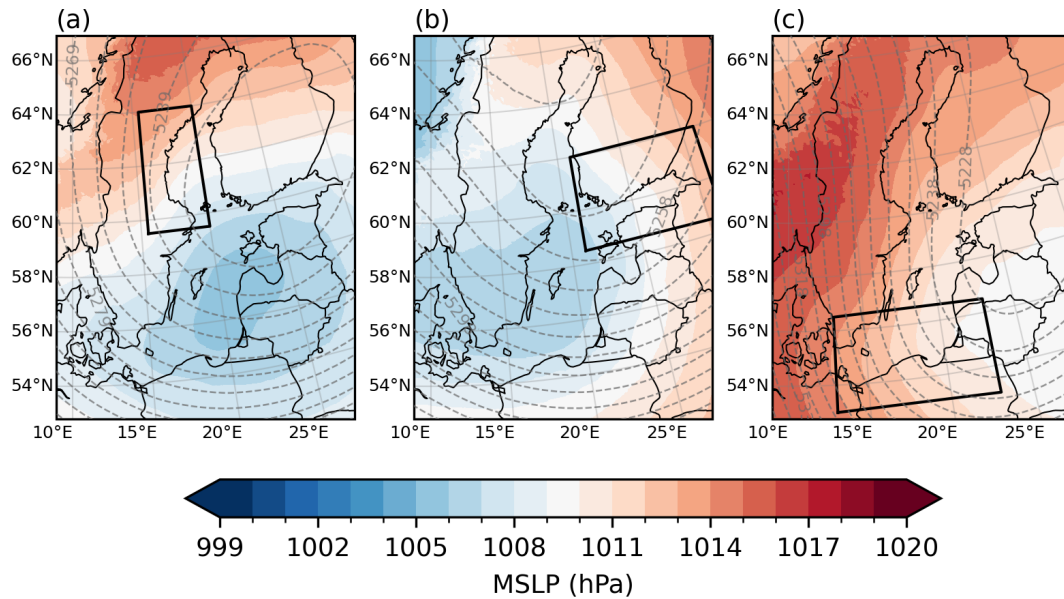 (a) (b) (c)
66°N 66°N 66°N
64°N 64°N 64°N
62°N 62°N 62°N
60°N 60°N 60°N
58°N 58°N 58°N
56°N 56°N 56°N
54°N 54°N 54°N
5269
5239
5258
5228
5238
10°E 15°E 20°E 25°E 10°E 15°E 20°E 25°E 10°E 15°E 20°E 25°E
999 1002 1005 1008 1011 1014 1017 1020
MSLP (hPa)